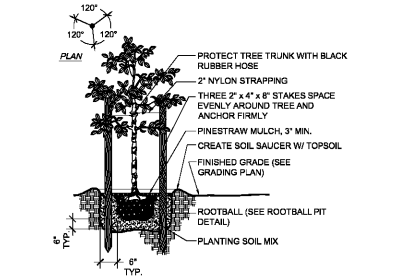 120°
120°
120°
PLAN
PROTECT TREE TRUNK WITH BLACK
RUBBER HOSE
2" NYLON STRAPPING
THREE 2" x 4" x 8" STAKES SPACE
EVENLY AROUND TREE AND
ANCHOR FIRMLY
PINESTRAW MULCH, 3" MIN.
CREATE SOIL SAUCER W/ TOPSOIL
FINISHED GRADE (SEE
GRADING PLAN)
ROOTBALL (SEE ROOTBALL PIT
DETAIL)
PLANTING SOIL MIX
6"
TYP.
6"
TYP.